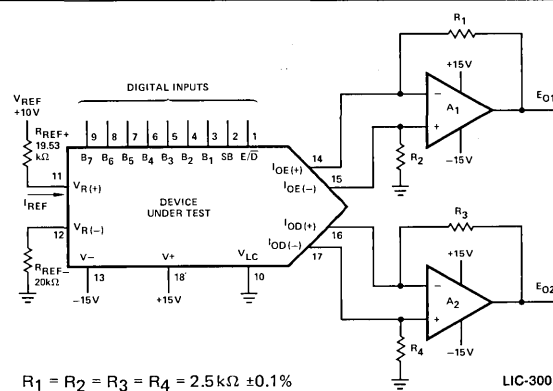 R1
+15V
DIGITAL INPUTS
− A1 EO1
+
VREF
+10V
−15V
RREF+
19.53
kΩ
9 8 7 6 5 4 3 2 1
B7 B6 B5 B4 B3 B2 B1 SB E/D̅
14
R2
IOE(+)
15
IOE(−)
11
VR(+)
IREF
DEVICE
UNDER TEST
IOD(+)
16
R3
IOD(−)
17
12
VR(−)
+15V
− A2 EO2
+
RREF−
20kΩ
V− V+ VLC
13 18 10
−15V +15V
R4
−15V
R1 = R2 = R3 = R4 = 2.5kΩ ±0.1%
LIC-300